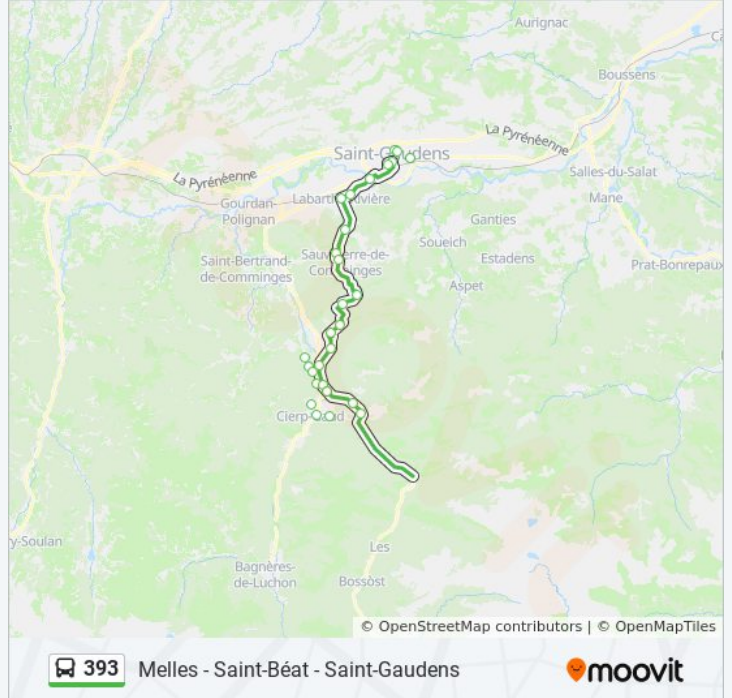 Aurignac
Boussens
La Pyrénéenne
Saint-Gaudens
La Pyrénéenne
Salles-du-Salat
Mane
Gourdan-
Polignan
Ganties
Soueich
Estadens
Saint-Bertrand-
de-Comminges
Prat-Bonrepaux
Aspet
y-Soulan
Les
Bagnères-
de-Luchon
Bossòst
© OpenStreetMap contributors | © OpenMapTiles
393 Melles - Saint-Béat - Saint-Gaudens
moovit